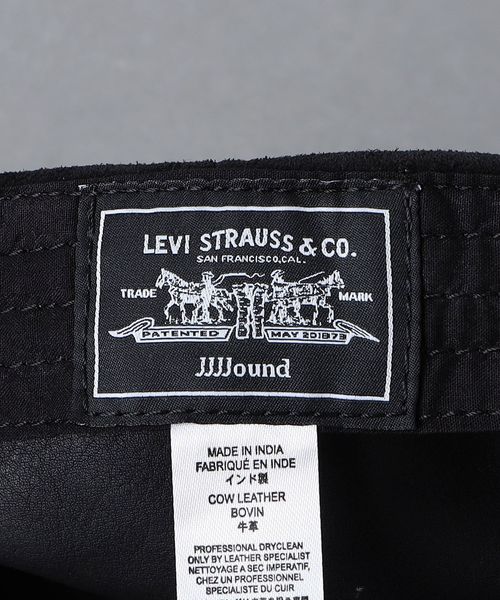 LEVI STRAUSS & CO.
SAN FRANCISCO, CAL.
TRADE MARK
PATENTED MAY 20 1873
JJJJound
MADE IN INDIA
FABRIQUÉ EN INDE
インド製
COW LEATHER
BOVIN
牛革
PROFESSIONAL DRYCLEAN
ONLY BY LEATHER SPECIALIST
NETTOYAGE A SEC IMPERATIF,
CHEZ UN PROFESSIONNEL
SPECIALISTE DU CUIR